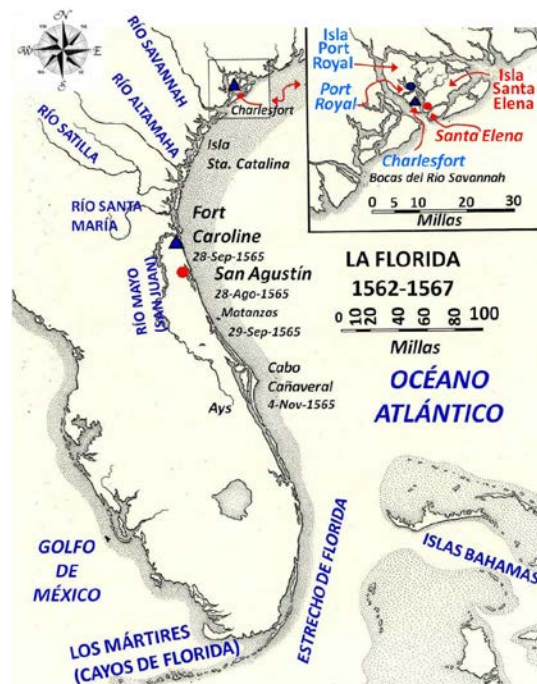 N
W
E
S
RÍO SAVANNAH
RÍO ALTAMAHA
RÍO SATILLA
RÍO SANTA
MARÍA
RÍO MAYO
(SAN JUAN)
Charlesfort
Isla
Sta. Catalina
Fort
Caroline
28-Sep-1565
San Agustín
28-Ago-1565
Matanzas
29-Sep-1565
Cabo
Cañaveral
4-Nov-1565
Ays
Isla
Port
Royal
Port
Royal
Isla
Santa
Elena
Santa Elena
Charlesfort
Bocas del Río Savannah
0 5 10 20 30
Millas
LA FLORIDA
1562-1567
0 10 20 40 60 80 100
Millas
OCÉANO
ATLÁNTICO
GOLFO
DE
MÉXICO
ESTRECHO DE FLORIDA
ISLAS BAHAMAS
LOS MÁRTIRES
(CAYOS DE FLORIDA)